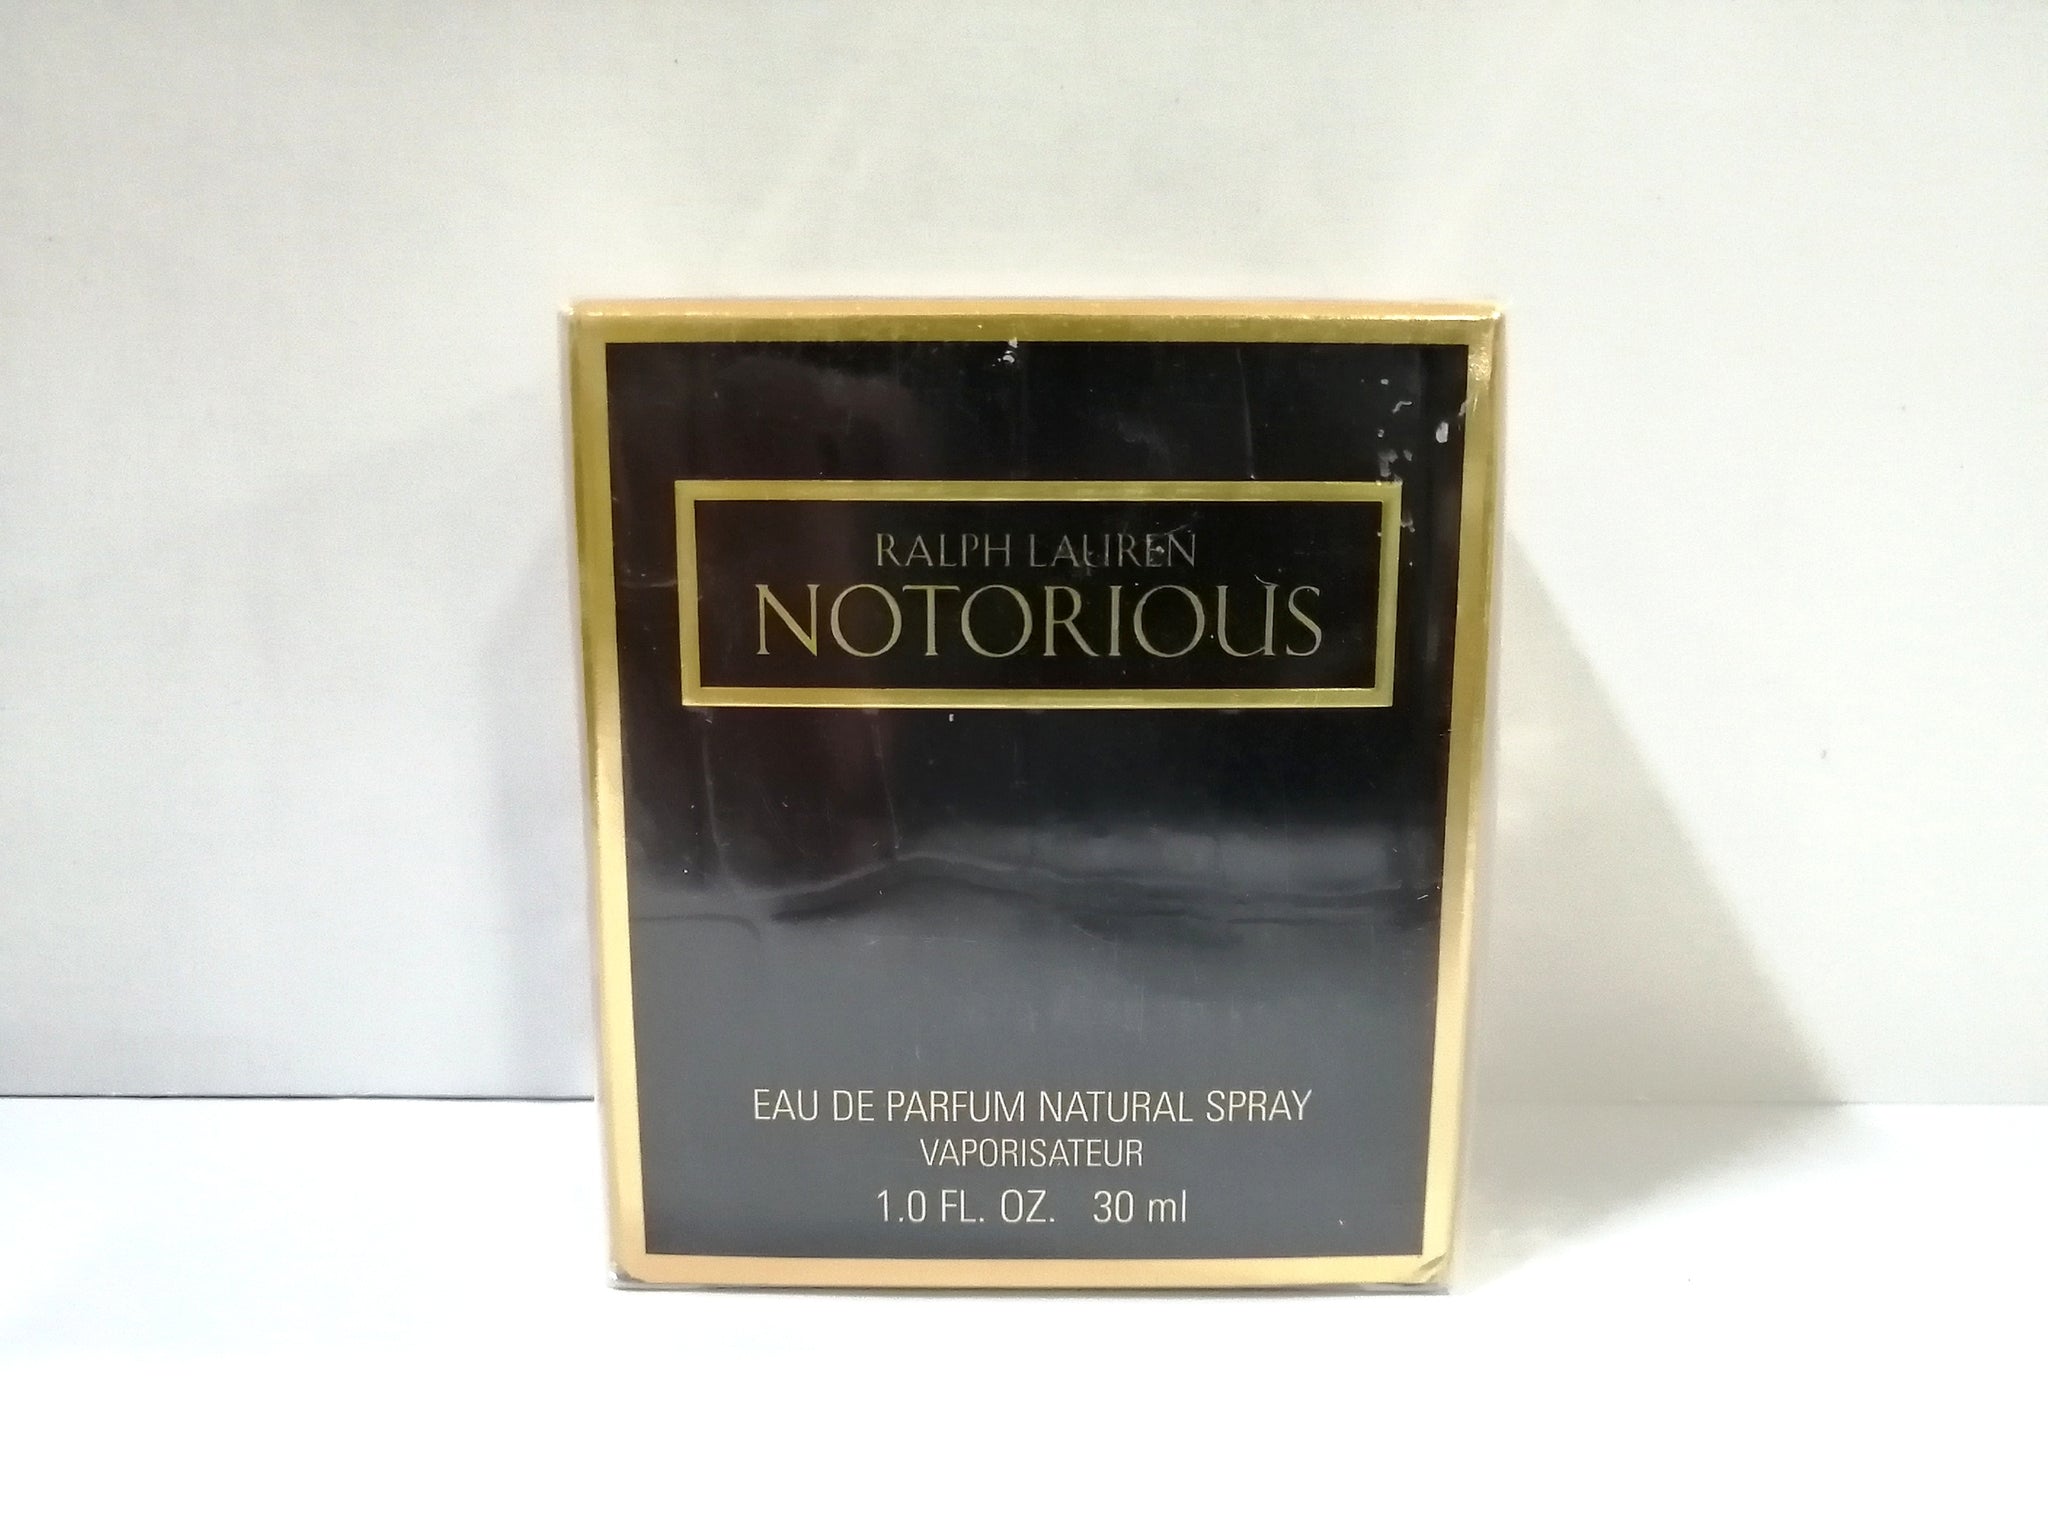 RALPH LAUREN
NOTORIOUS
EAU DE PARFUM NATURAL SPRAY
VAPORISATEUR
1.0 FL. OZ. 30 ml